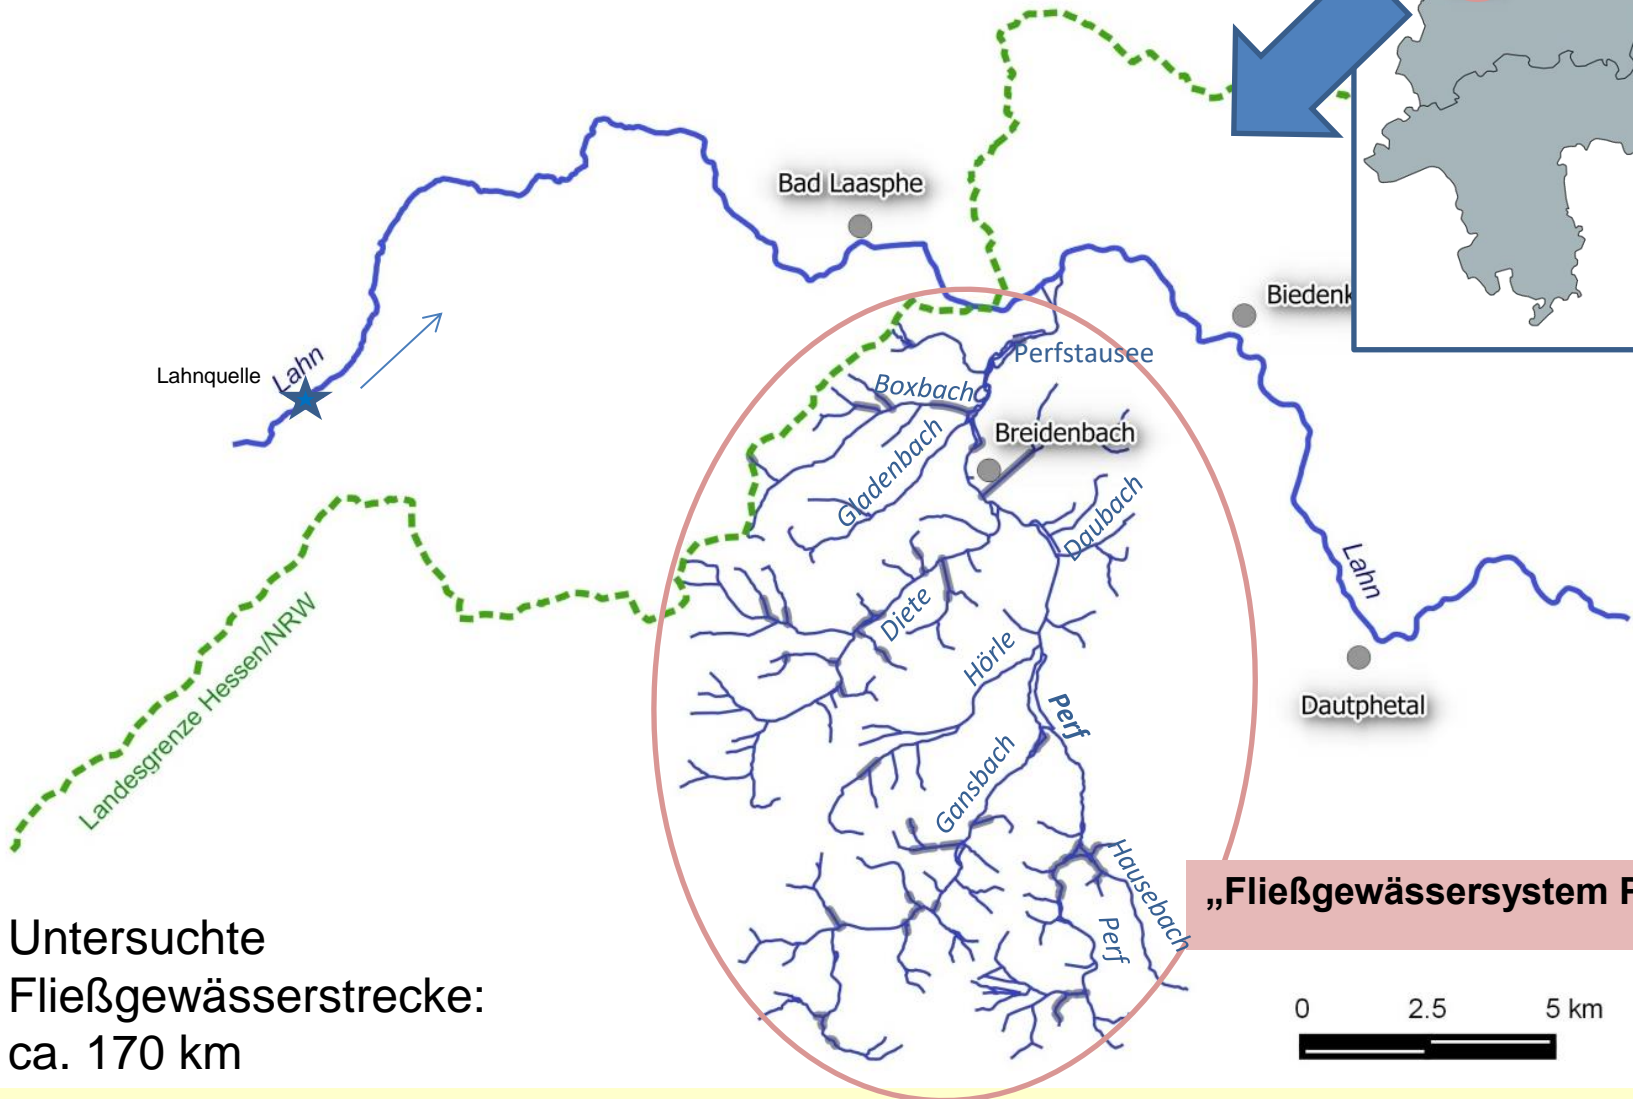 Bad Laasphe
Biedenk
Lahnquelle
Lahn
Perfstausee
Boxbach
Breidenbach
Gladenbach
Daubach
Diete
Hörle
Lahn
Perf
Dautphetal
Landesgrenze Hessen/NRW
Gansbach
Hausebach
Perf
„Fließgewässersystem P
Untersuchte
Fließgewässerstrecke:
ca. 170 km
0 2.5 5 km